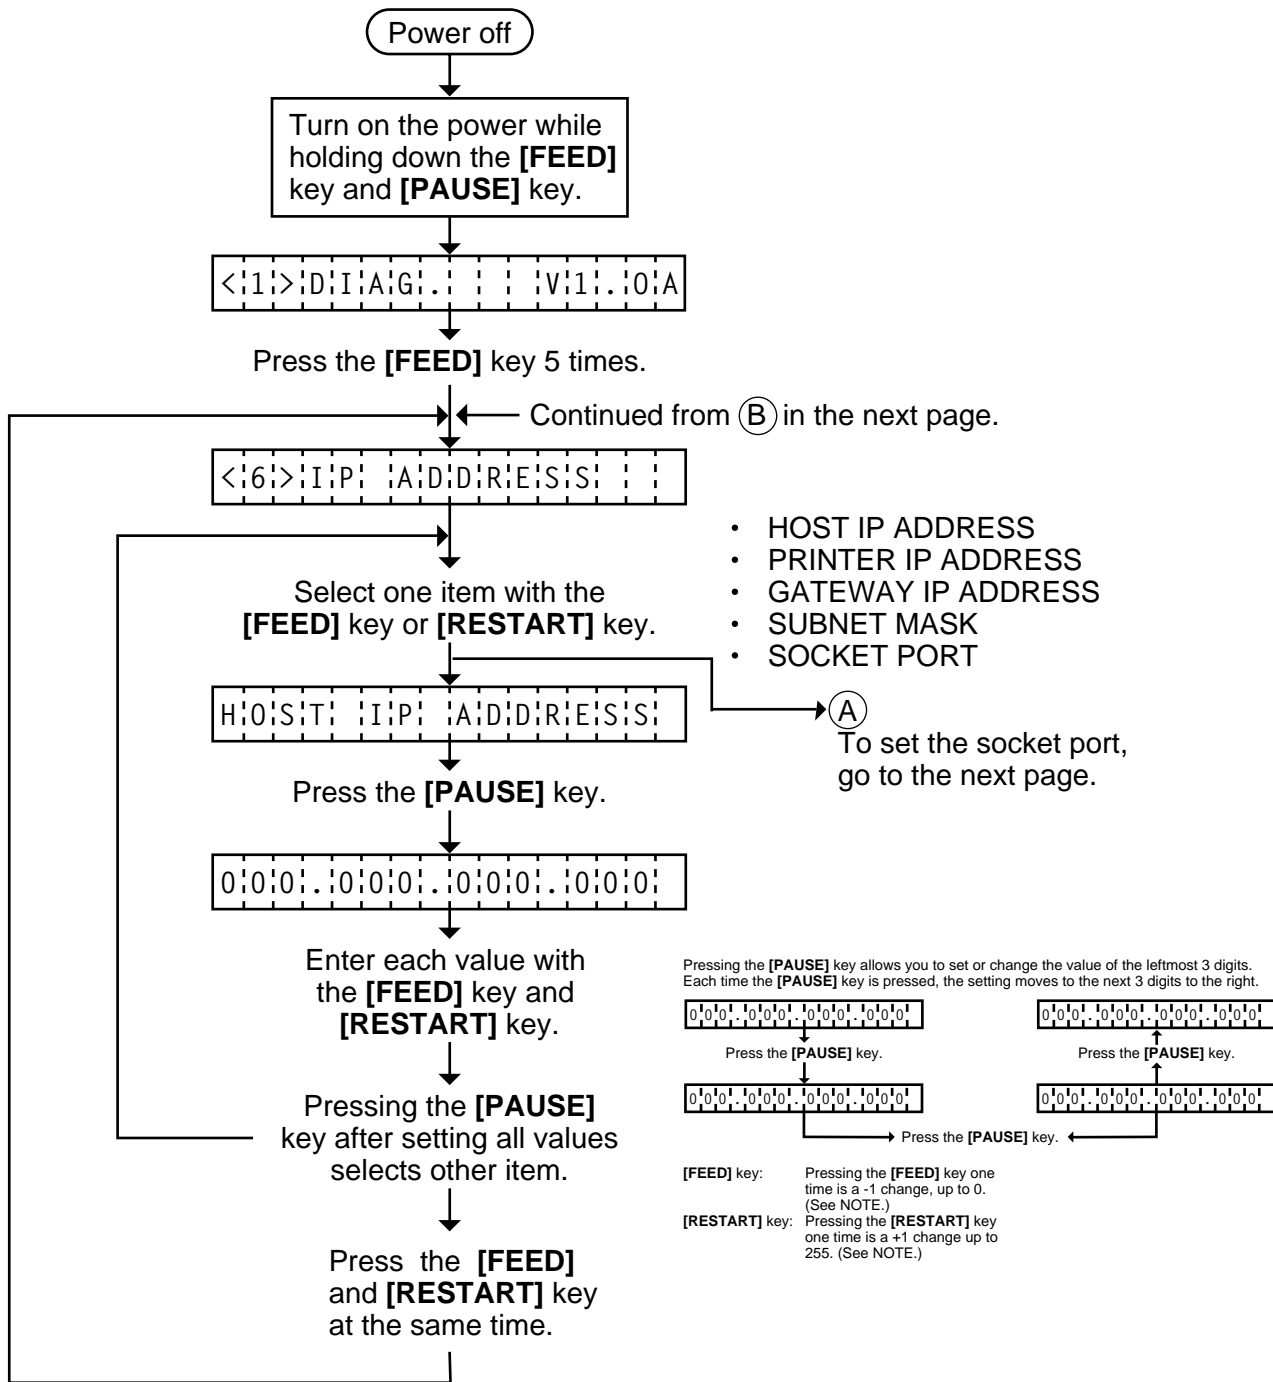 Power off
Turn on the power while
holding down the [FEED]
key and [PAUSE] key.
<1>DIAG.   V1.0A
Press the [FEED] key 5 times.
Continued from B in the next page.
<6>IP ADDRESS
• HOST IP ADDRESS
• PRINTER IP ADDRESS
• GATEWAY IP ADDRESS
• SUBNET MASK
• SOCKET PORT
Select one item with the
[FEED] key or [RESTART] key.
HOST IP ADDRESS
A
To set the socket port,
go to the next page.
Press the [PAUSE] key.
000.000.000.000
Enter each value with
the [FEED] key and
[RESTART] key.
Pressing the [PAUSE] key allows you to set or change the value of the leftmost 3 digits.
Each time the [PAUSE] key is pressed, the setting moves to the next 3 digits to the right.
000.000.000.000
000.000.000.000
Press the [PAUSE] key.
Press the [PAUSE] key.
000.000.000.000
000.000.000.000
Press the [PAUSE] key.
Pressing the [PAUSE]
key after setting all values
selects other item.
[FEED] key: Pressing the [FEED] key one
time is a -1 change, up to 0.
(See NOTE.)
[RESTART] key: Pressing the [RESTART] key
one time is a +1 change up to
255. (See NOTE.)
Press the [FEED]
and [RESTART] key
at the same time.